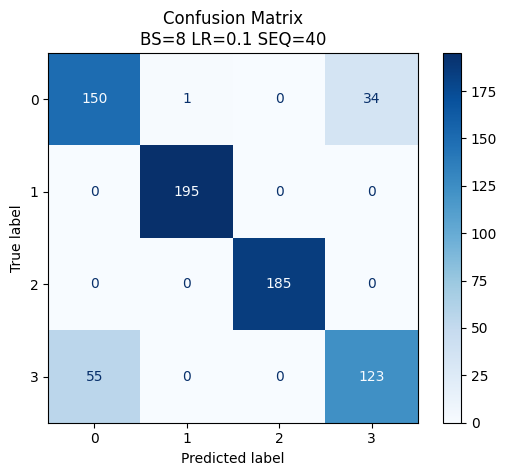 Confusion Matrix
BS=8 LR=0.1 SEQ=40
0 150 1 0 34
1 0 195 0 0
2 0 0 185 0
3 55 0 0 123
0 1 2 3
Predicted label
True label
175
150
125
100
75
50
25
0